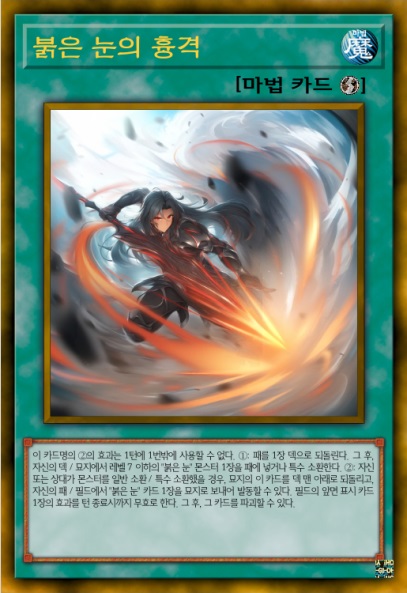 붉은 눈의 흉격
마법
魔
[마법 카드]
이 카드명의 ②의 효과는 1턴에 1번밖에 사용할 수 없다. ①: 패를 1장 덱으로 되돌린다. 그 후,
자신의 덱 / 묘지에서 레벨 7 이하의 "붉은 눈" 몬스터 1장을 패에 넣거나 특수 소환한다. ②: 자신
또는 상대가 몬스터를 일반 소환 / 특수 소환했을 경우, 묘지의 이 카드를 덱 맨 아래로 되돌리고,
자신의 패 / 필드에서 "붉은 눈" 카드 1장을 묘지로 보내어 발동할 수 있다. 필드의 앞면 표시 카드
1장의 효과를 턴 종료시까지 무효로 한다. 그 후, 그 카드를 파괴할 수 있다.